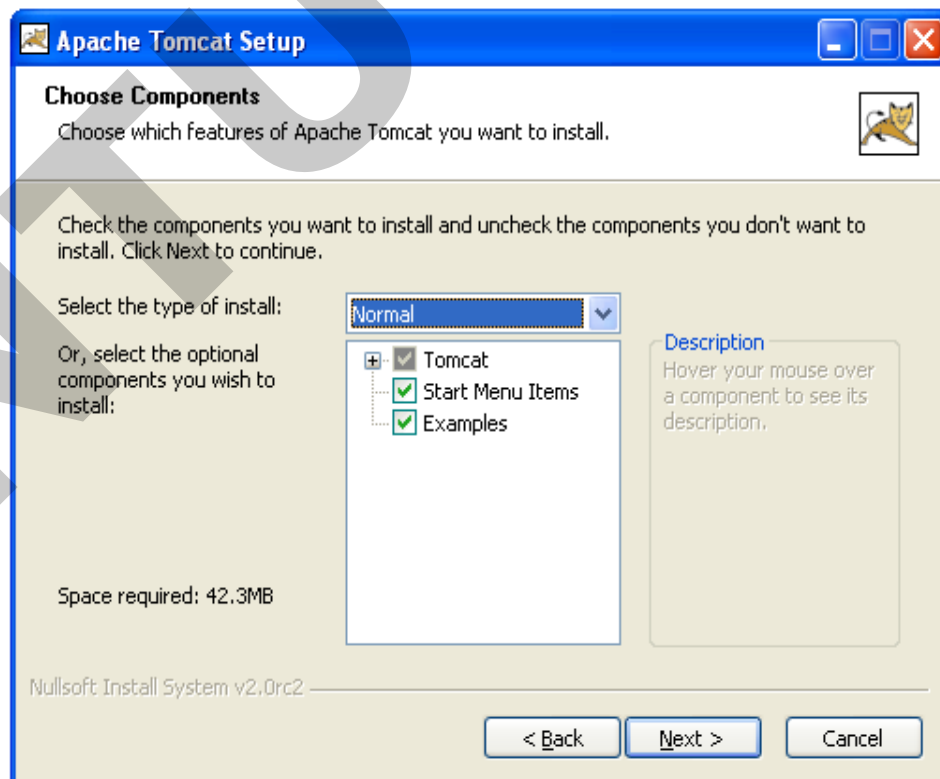 Apache Tomcat Setup
Choose Components
Choose which features of Apache Tomcat you want to install.
Check the components you want to install and uncheck the components you don't want to
install. Click Next to continue.
Select the type of install:
Normal
Or, select the optional
components you wish to
install:
Tomcat
Start Menu Items
Examples
Description
Hover your mouse over
a component to see its
description.
Space required: 42.3MB
Nullsoft Install System v2.0rc2
< Back
Next >
Cancel